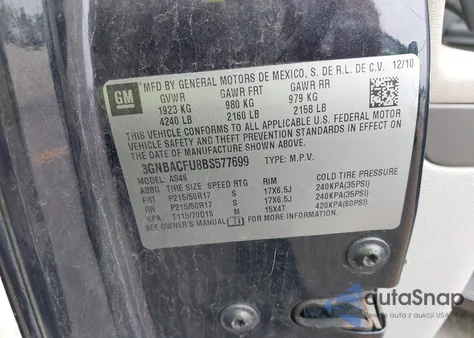 GM
MFD BY GENERAL MOTORS DE MEXICO, S. DE R.L. DE C.V. 12/10
GVWR GAWR FRT GAWR RR
1923 KG 980 KG 979 KG
4240 LB 2160 LB 2158 LB
THIS VEHICLE CONFORMS TO ALL APPLICABLE U.S. FEDERAL MOTOR
VEHICLE SAFETY, BUMPER, AND THEFT PREVENTION STANDARDS
IN EFFECT ON THE DATE OF MANUFACTURE SHOWN ABOVE.
3GNBACFU8BS577699 TYPE: M.P.V.
MODEL: AS46
ABBG TIRE SIZE SPEED RTG RIM COLD TIRE PRESSURE
FRT P215/50R17 S 17X6.5J 240KPA(35PSI)
RR P215/50R17 S 17X6.5J 240KPA(35PSI)
SPA T115/70D15 M 15X4T 420KPA(60PSI)
SEE OWNER'S MANUAL FOR MORE INFORMATION.
autaSnap